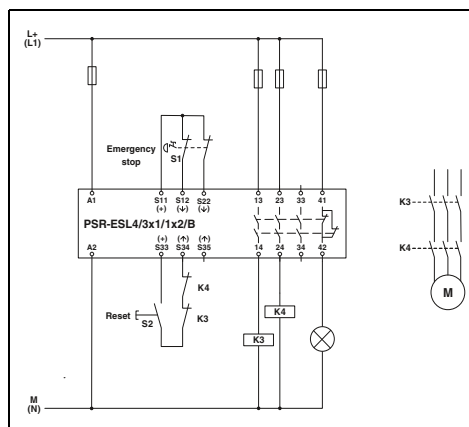 L+
(L1)
Emergency
stop
S1
A1
S11
(+)
S12
(↓)
S22
(↓)
13
23
33
41
PSR-ESL4/3x1/1x2/B
A2
(+)
S33
(↑)
S34
(↑)
S35
14
24
34
42
K3
K4
M
Reset
S2
K4
K3
K4
K3
M
(N)